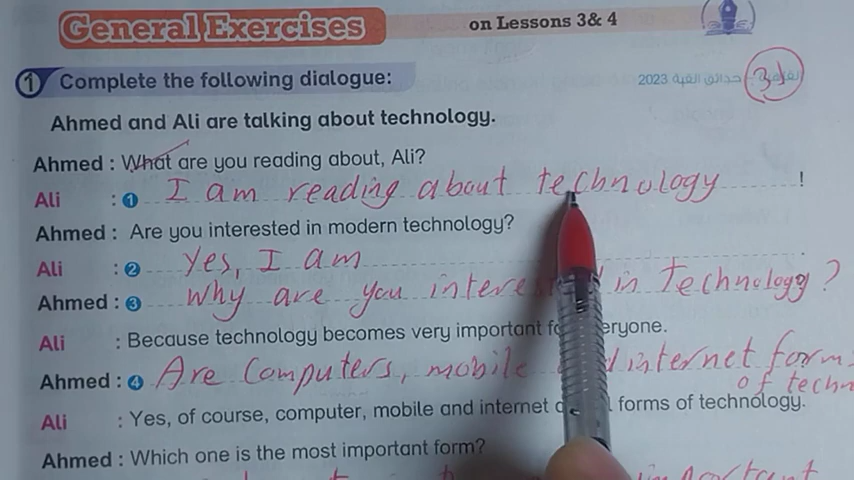 General Exercises
on Lessons 3& 4
1 Complete the following dialogue:
حدائق القبة 2023
Ahmed and Ali are talking about technology.
Ahmed : What are you reading about, Ali?
Ali : 1 I am reading about technology !
Ahmed : Are you interested in modern technology?
Ali : 2 Yes, I am
Ahmed : 3 Why are you in technology?
Ali : Because technology becomes very important
Ahmed : 4 Are Computers, mobile internet form
of techn
Ali : Yes, of course, computer, mobile and internet forms of technology.
Ahmed : Which one is the most important form?
important